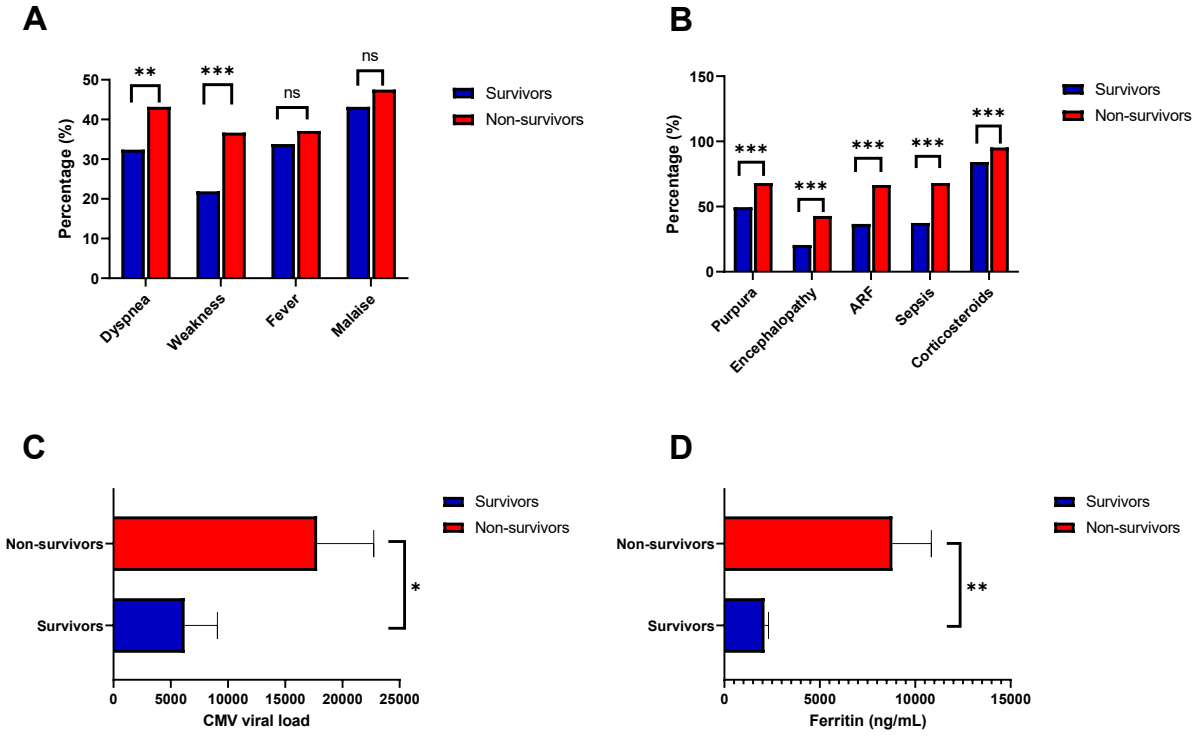 A
**
***
ns
ns
50
40
30
20
10
0
Percentage (%)
Dyspnea
Weakness
Fever
Malaise
Survivors
Non-survivors
B
***
***
***
***
***
150
100
50
0
Percentage (%)
Purpura
Encephalopathy
ARF
Sepsis
Corticosteroids
Survivors
Non-survivors
C
Non-survivors
Survivors
*
0
5000
10000
15000
20000
25000
CMV viral load
Survivors
Non-survivors
D
Non-survivors
Survivors
**
0
5000
10000
15000
Ferritin (ng/mL)
Survivors
Non-survivors